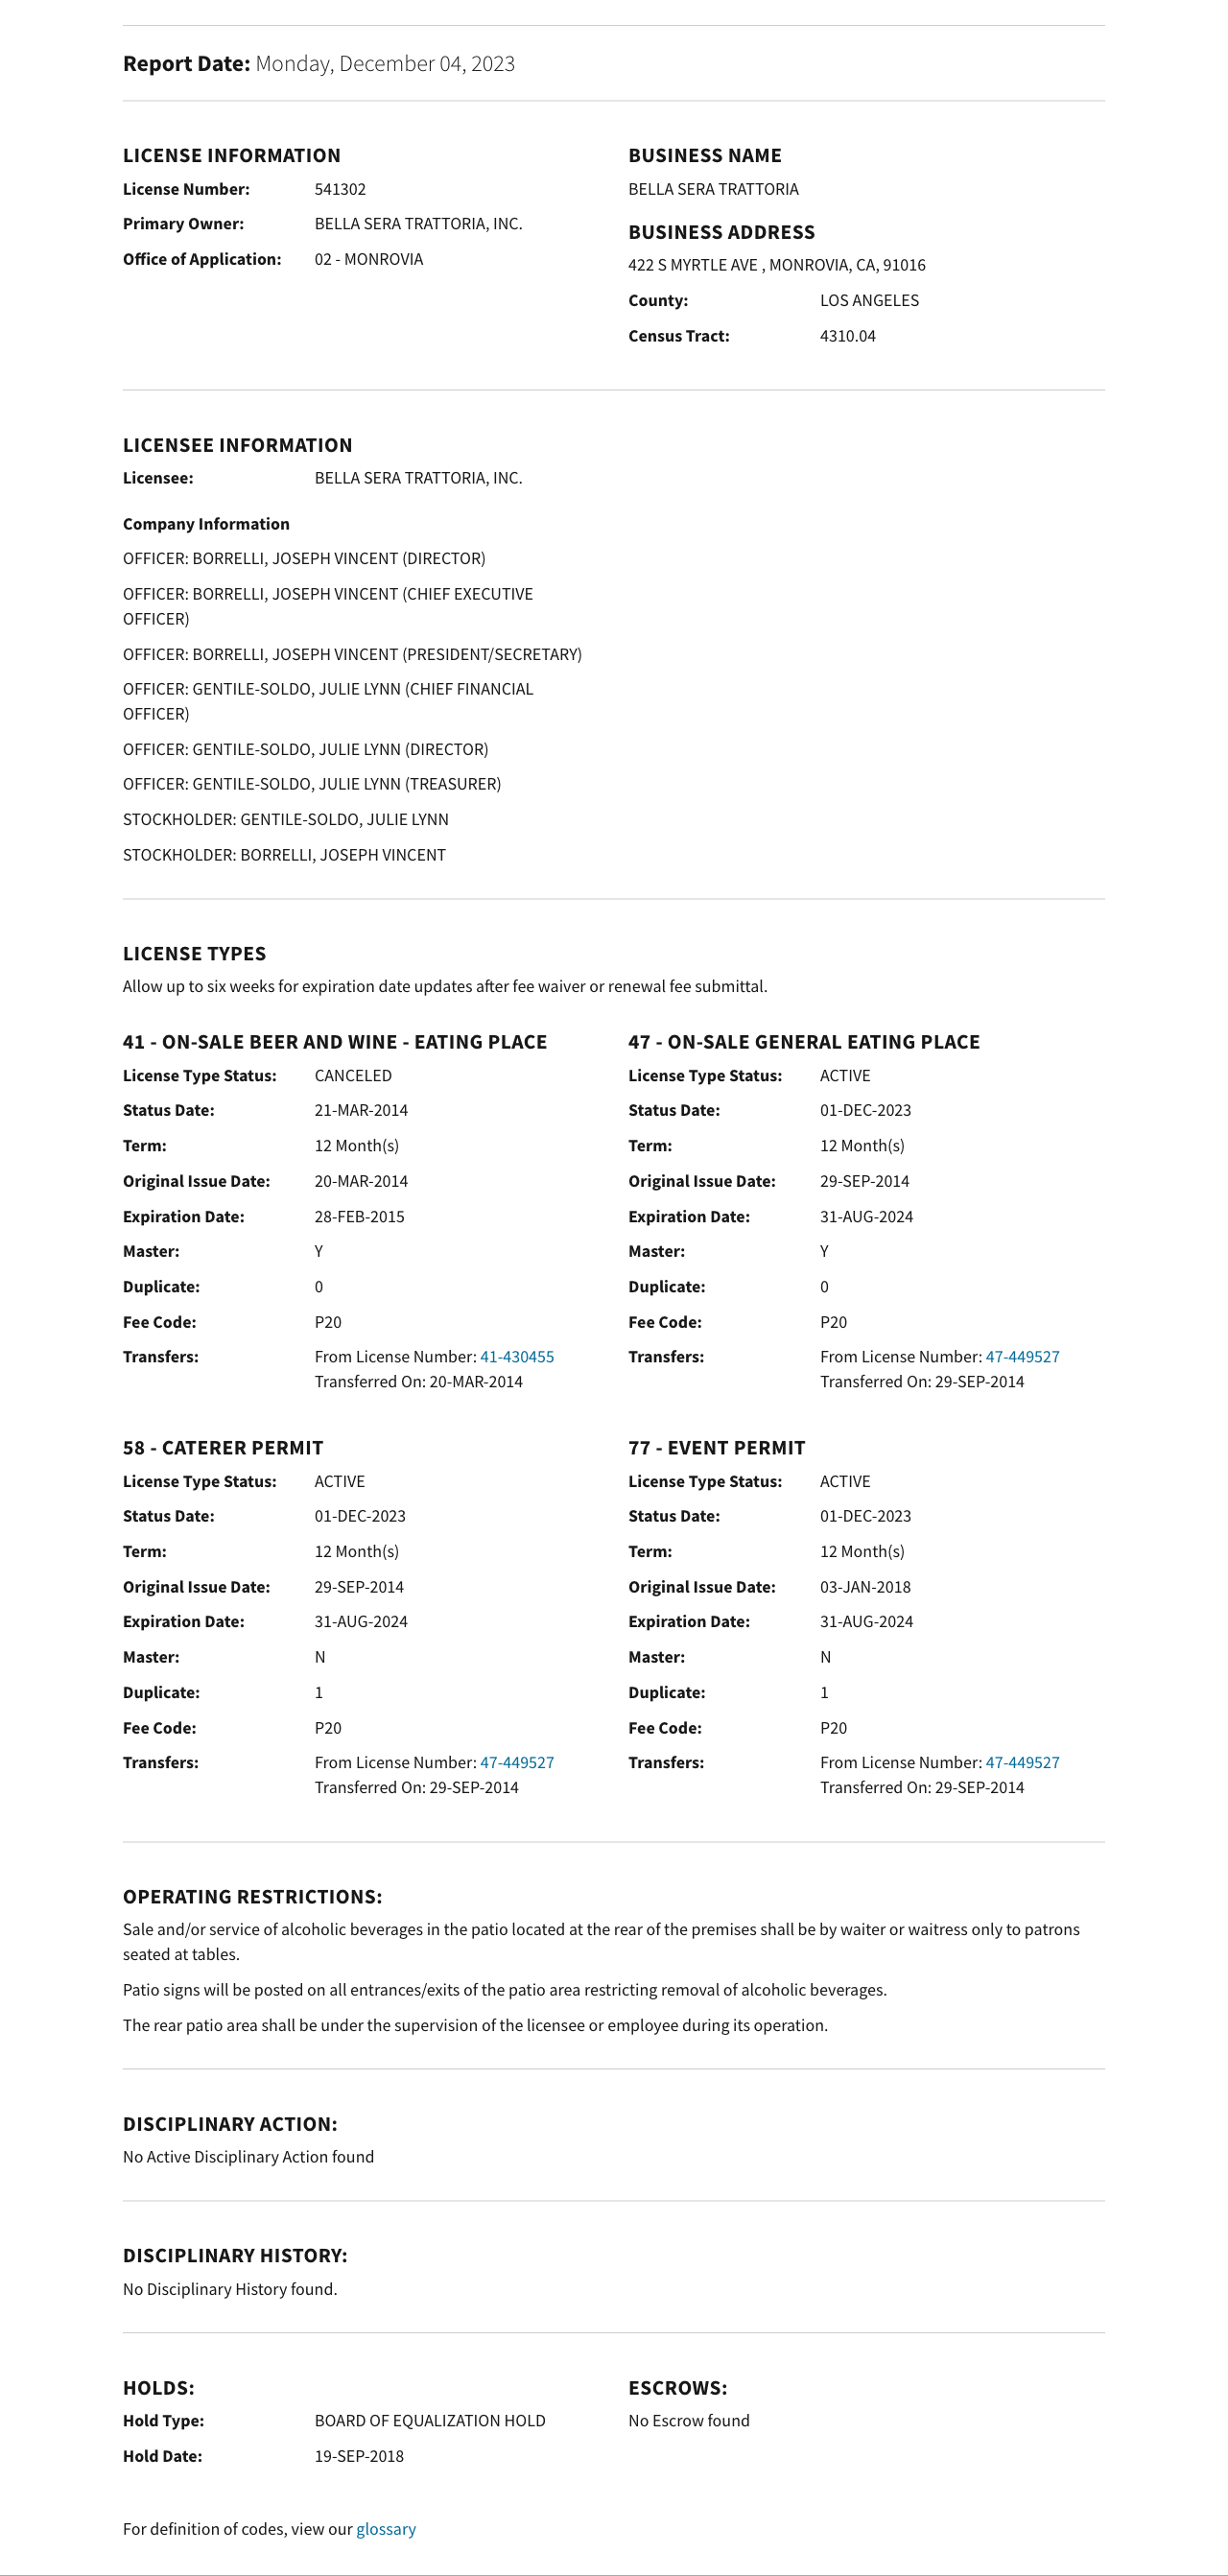 Report Date: Monday, December 04, 2023
LICENSE INFORMATION
License Number: 541302
Primary Owner: BELLA SERA TRATTORIA, INC.
Office of Application: 02 - MONROVIA
BUSINESS NAME
BELLA SERA TRATTORIA
BUSINESS ADDRESS
422 S MYRTLE AVE , MONROVIA, CA, 91016
County: LOS ANGELES
Census Tract: 4310.04
LICENSEE INFORMATION
Licensee: BELLA SERA TRATTORIA, INC.
Company Information
OFFICER: BORRELLI, JOSEPH VINCENT (DIRECTOR)
OFFICER: BORRELLI, JOSEPH VINCENT (CHIEF EXECUTIVE
OFFICER)
OFFICER: BORRELLI, JOSEPH VINCENT (PRESIDENT/SECRETARY)
OFFICER: GENTILE-SOLDO, JULIE LYNN (CHIEF FINANCIAL
OFFICER)
OFFICER: GENTILE-SOLDO, JULIE LYNN (DIRECTOR)
OFFICER: GENTILE-SOLDO, JULIE LYNN (TREASURER)
STOCKHOLDER: GENTILE-SOLDO, JULIE LYNN
STOCKHOLDER: BORRELLI, JOSEPH VINCENT
LICENSE TYPES
Allow up to six weeks for expiration date updates after fee waiver or renewal fee submittal.
41 - ON-SALE BEER AND WINE - EATING PLACE
License Type Status: CANCELED
Status Date: 21-MAR-2014
Term: 12 Month(s)
Original Issue Date: 20-MAR-2014
Expiration Date: 28-FEB-2015
Master: Y
Duplicate: 0
Fee Code: P20
Transfers: From License Number: 41-430455
Transferred On: 20-MAR-2014
47 - ON-SALE GENERAL EATING PLACE
License Type Status: ACTIVE
Status Date: 01-DEC-2023
Term: 12 Month(s)
Original Issue Date: 29-SEP-2014
Expiration Date: 31-AUG-2024
Master: Y
Duplicate: 0
Fee Code: P20
Transfers: From License Number: 47-449527
Transferred On: 29-SEP-2014
58 - CATERER PERMIT
License Type Status: ACTIVE
Status Date: 01-DEC-2023
Term: 12 Month(s)
Original Issue Date: 29-SEP-2014
Expiration Date: 31-AUG-2024
Master: N
Duplicate: 1
Fee Code: P20
Transfers: From License Number: 47-449527
Transferred On: 29-SEP-2014
77 - EVENT PERMIT
License Type Status: ACTIVE
Status Date: 01-DEC-2023
Term: 12 Month(s)
Original Issue Date: 03-JAN-2018
Expiration Date: 31-AUG-2024
Master: N
Duplicate: 1
Fee Code: P20
Transfers: From License Number: 47-449527
Transferred On: 29-SEP-2014
OPERATING RESTRICTIONS:
Sale and/or service of alcoholic beverages in the patio located at the rear of the premises shall be by waiter or waitress only to patrons
seated at tables.
Patio signs will be posted on all entrances/exits of the patio area restricting removal of alcoholic beverages.
The rear patio area shall be under the supervision of the licensee or employee during its operation.
DISCIPLINARY ACTION:
No Active Disciplinary Action found
DISCIPLINARY HISTORY:
No Disciplinary History found.
HOLDS:
Hold Type: BOARD OF EQUALIZATION HOLD
Hold Date: 19-SEP-2018
ESCROWS:
No Escrow found
For definition of codes, view our glossary